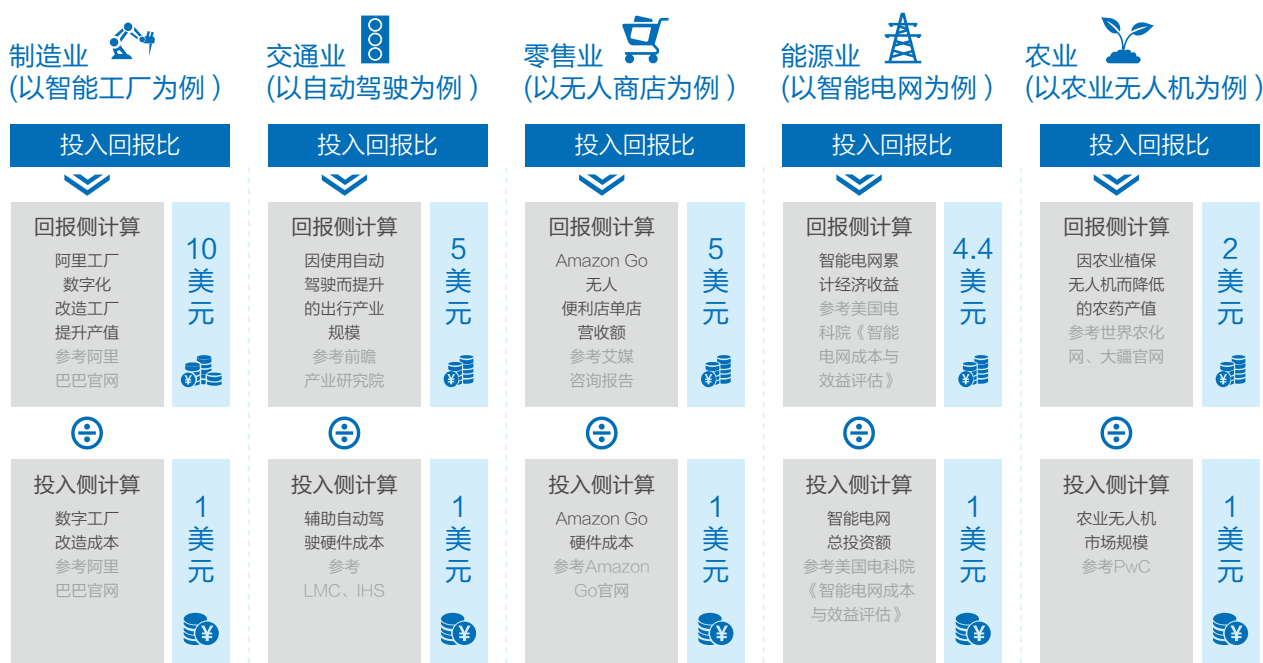 制造业
(以智能工厂为例）
投入回报比
回报侧计算
阿里工厂
数字化
改造工厂
提升产值
参考阿里
巴巴官网
10
美
元
¥
投入侧计算
数字工厂
改造成本
参考阿里
巴巴官网
1
美
元
¥
交通业
(以自动驾驶为例）
投入回报比
回报侧计算
因使用自动
驾驶而提升
的出行产业
规模
参考前瞻
产业研究院
5
美
元
¥
投入侧计算
辅助自动驾
驶硬件成本
参考
LMC、IHS
1
美
元
¥
零售业
(以无人商店为例）
投入回报比
回报侧计算
Amazon Go
无人
便利店单店
营收额
参考艾媒
咨询报告
5
美
元
¥
投入侧计算
Amazon Go
硬件成本
参考Amazon
Go官网
1
美
元
¥
能源业
(以智能电网为例）
投入回报比
回报侧计算
智能电网累
计经济收益
参考美国电
科院《智能
电网成本与
效益评估》
4.4
美
元
¥
投入侧计算
智能电网
总投资额
参考美国电科院
《智能电网成本
与效益评估》
1
美
元
¥
农业
(以农业无人机为例）
投入回报比
回报侧计算
因农业植保
无人机而降低
的农药产值
参考世界农化
网、大疆官网
2
美
元
¥
投入侧计算
农业无人机
市场规模
参考PwC
1
美
元
¥